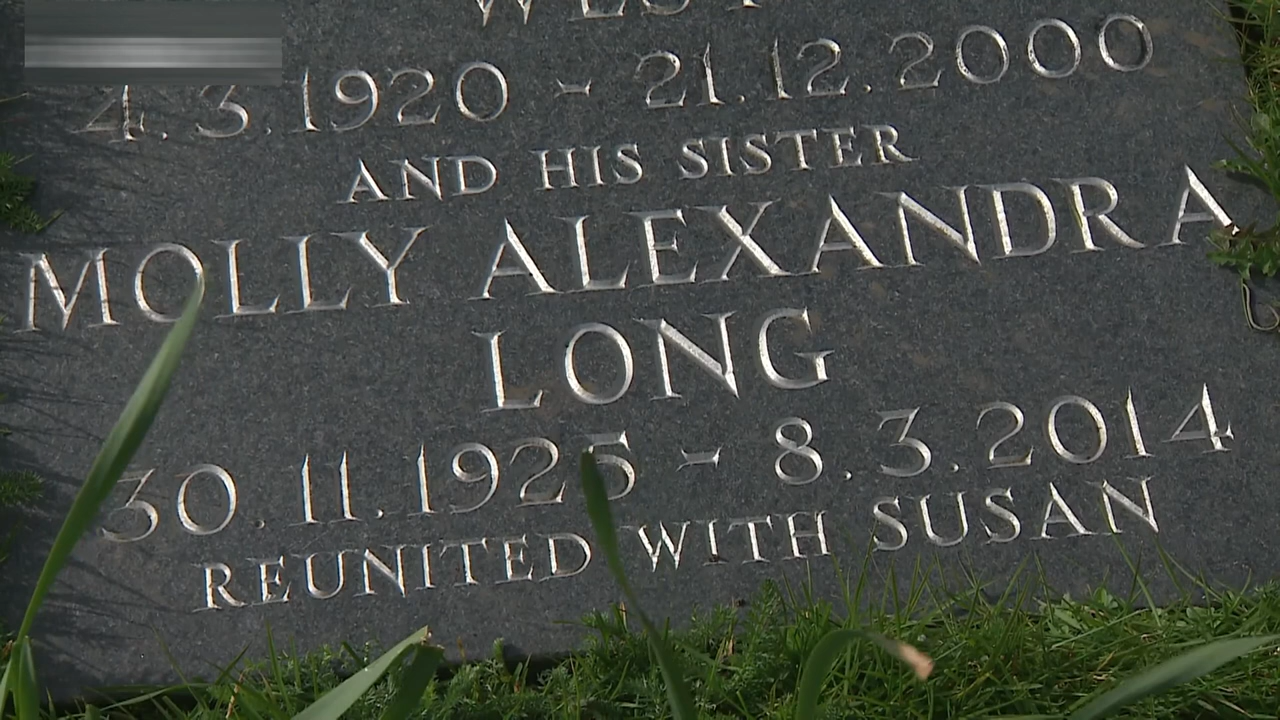 WEST
4.3.1920 - 21.12.2000
AND HIS SISTER
MOLLY ALEXANDRA
LONG
30.11.1925 - 8.3.2014
REUNITED WITH SUSAN